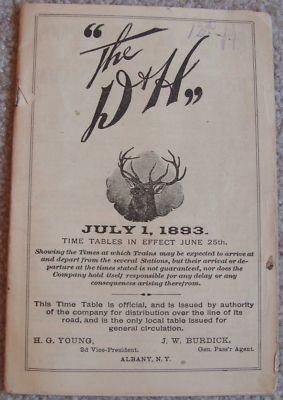 "The
D & H"
JULY 1, 1893.
TIME TABLES IN EFFECT JUNE 25th.
Showing the Times at which Trains may be expected to arrive at
and depart from the several Stations, but their arrival or de-
parture at the times stated is not guaranteed, nor does the
Company hold itself responsible for any delay or any
consequences arising therefrom.
This Time Table is official, and is issued by authority
of the company for distribution over the line of its
road, and is the only local table issued for
general circulation.
H. G. YOUNG, J. W. BURDICK,
2d Vice-President. Gen. Pass'r Agent.
ALBANY, N. Y.